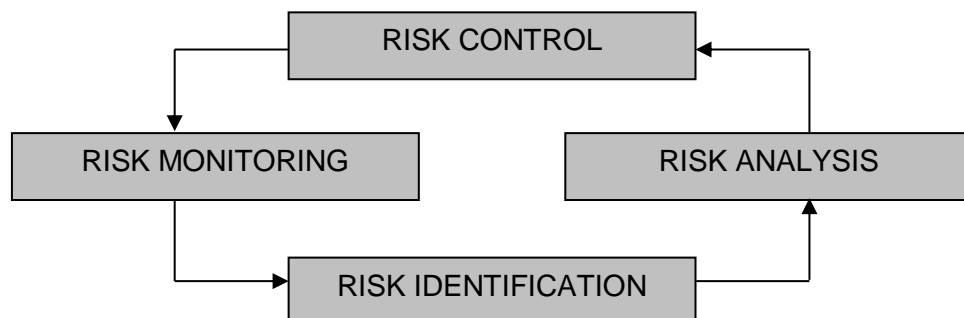 RISK CONTROL
RISK MONITORING
RISK ANALYSIS
RISK IDENTIFICATION